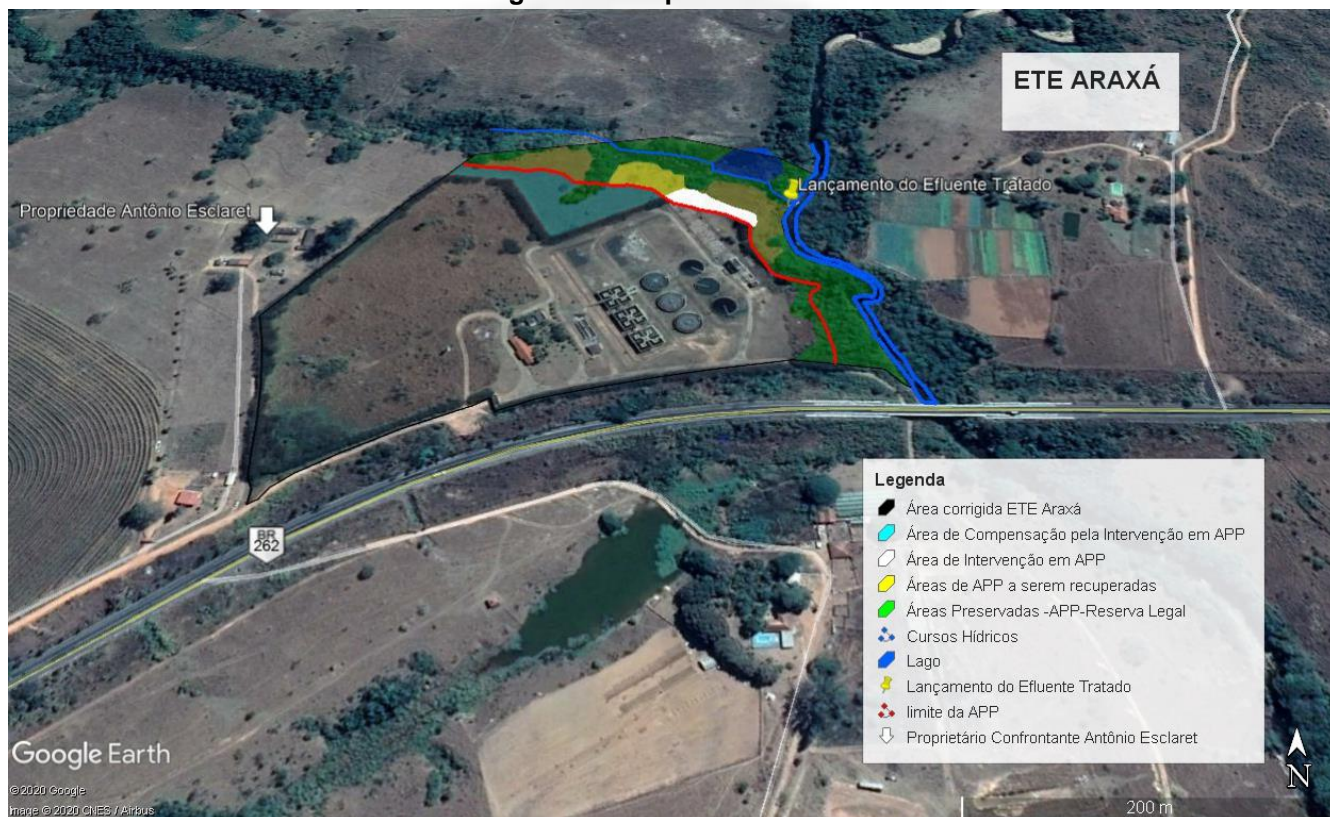 ETE ARAXÁ
Lançamento do Efluente Tratado
Propriedade Antônio Esclaret
BR
262
Legenda
Área corrigida ETE Araxá
Área de Compensação pela Intervenção em APP
Área de Intervenção em APP
Áreas de APP a serem recuperadas
Áreas Preservadas -APP-Reserva Legal
Cursos Hídricos
Lago
Lançamento do Efluente Tratado
limite da APP
Proprietário Confrontante Antônio Esclaret
Google Earth
© 2020 Google
Image © 2020 CNES / Airbus
N
200 m